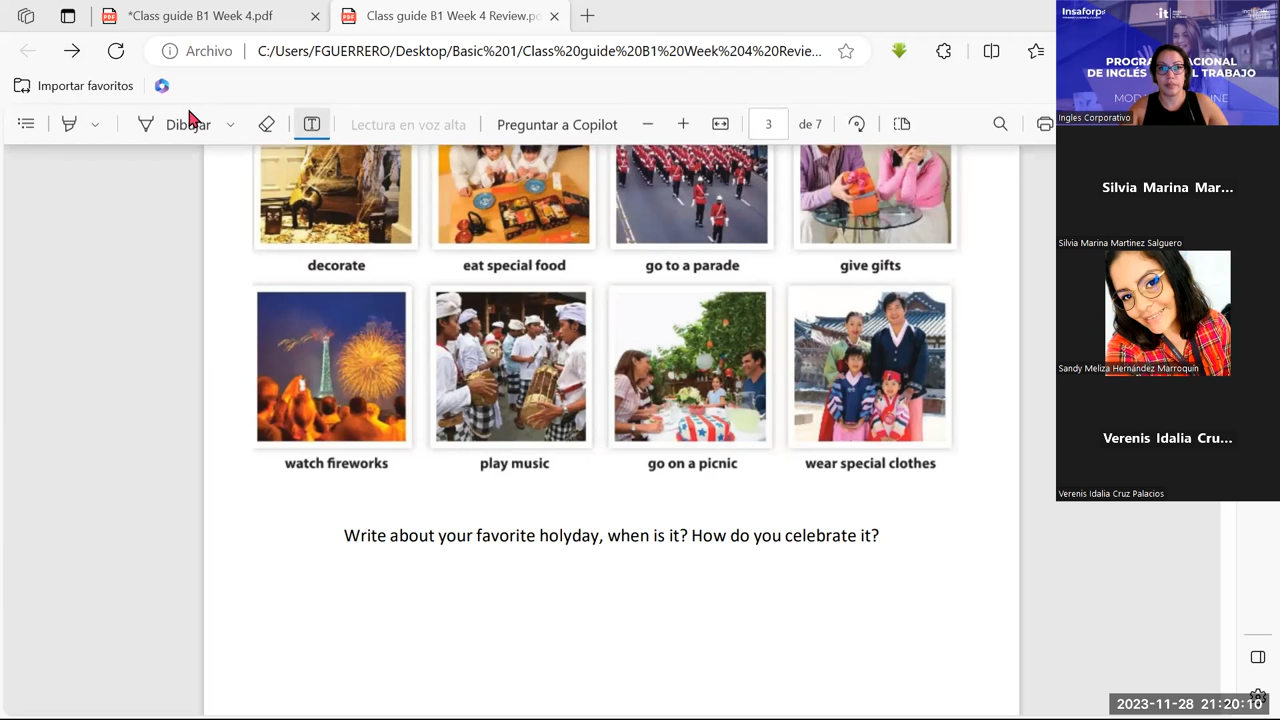 *Class guide B1 Week 4.pdf
Class guide B1 Week 4 Review.p
Archivo
C:/Users/FGUERRERO/Desktop/Basic%201/Class%20guide%20B1%20Week%204%20Revie...
Importar favoritos
Dibujar
Lectura en voz alta
Preguntar a Copilot
3
de 7
decorate
eat special food
go to a parade
give gifts
watch fireworks
play music
go on a picnic
wear special clothes
Write about your favorite holyday, when is it? How do you celebrate it?
Insaforp
Ingles Corporativo
Silvia Marina Mar...
Silvia Marina Martinez Salguero
Sandy Meliza Hernández Marroquín
Verenis Idalia Cru...
Verenis Idalia Cruz Palacios
2023-11-28 21:20:10